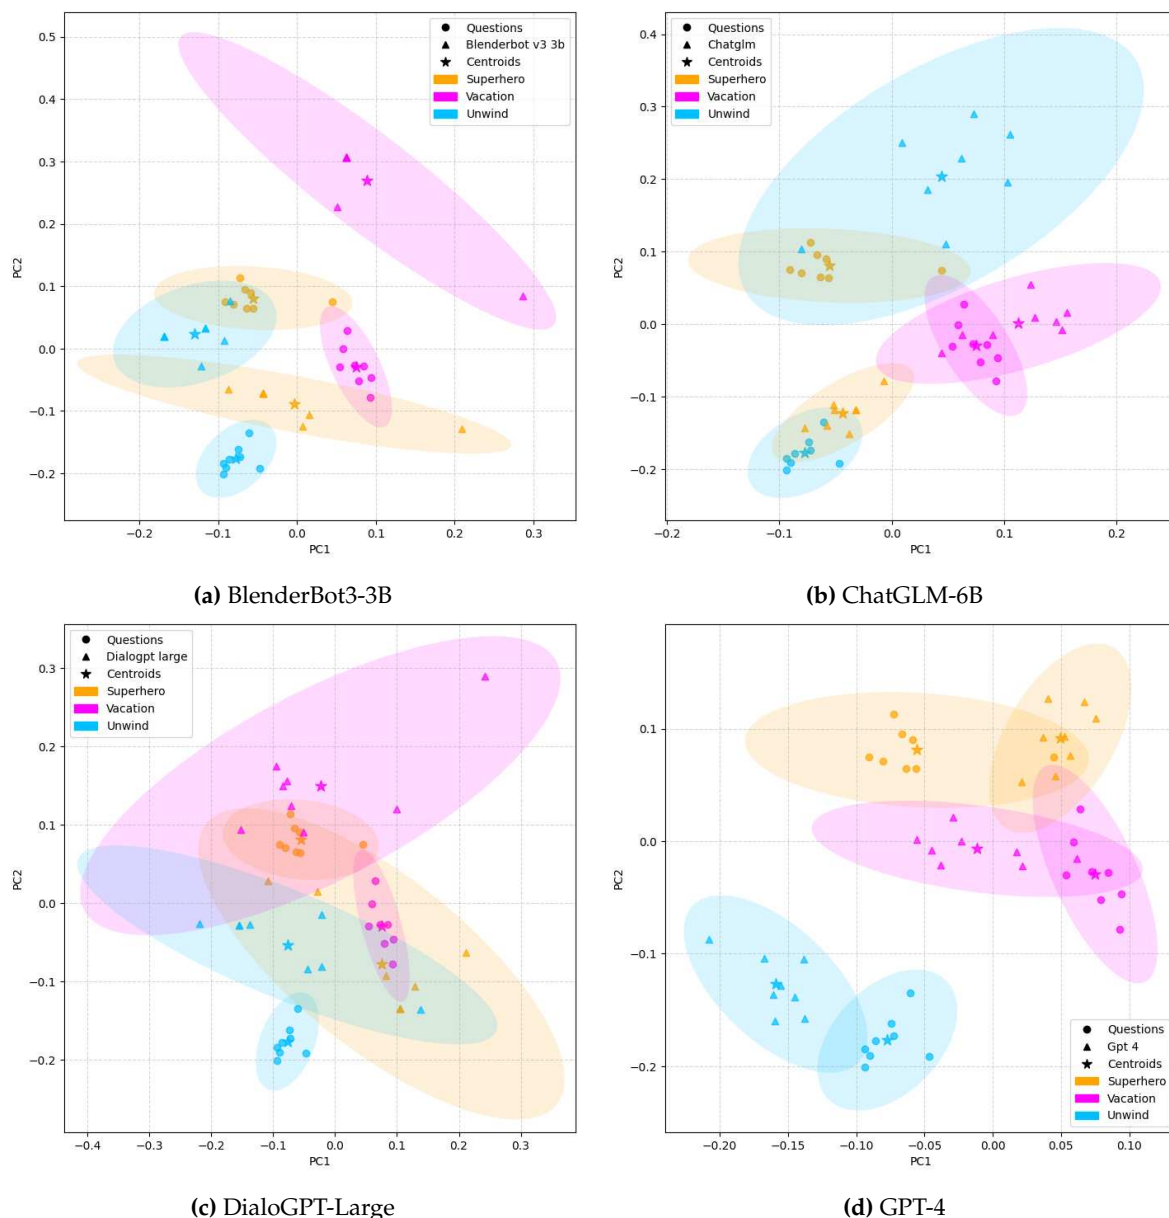 0.5
0.4
0.3
0.2
0.1
0.0
−0.1
−0.2
PC2
−0.2
−0.1
0.0
0.1
0.2
0.3
PC1
Questions
Blenderbot v3 3b
Centroids
Superhero
Vacation
Unwind
(a) BlenderBot3-3B
0.4
0.3
0.2
0.1
0.0
−0.1
−0.2
PC2
−0.2
−0.1
0.0
0.1
0.2
PC1
Questions
Chatglm
Centroids
Superhero
Vacation
Unwind
(b) ChatGLM-6B
Questions
Dialogpt large
Centroids
Superhero
Vacation
Unwind
0.3
0.2
0.1
0.0
−0.1
−0.2
PC2
−0.4
−0.3
−0.2
−0.1
0.0
0.1
0.2
0.3
PC1
(c) DialoGPT-Large
0.1
0.0
−0.1
−0.2
PC2
−0.20
−0.15
−0.10
−0.05
0.00
0.05
0.10
PC1
Questions
Gpt 4
Centroids
Superhero
Vacation
Unwind
(d) GPT-4